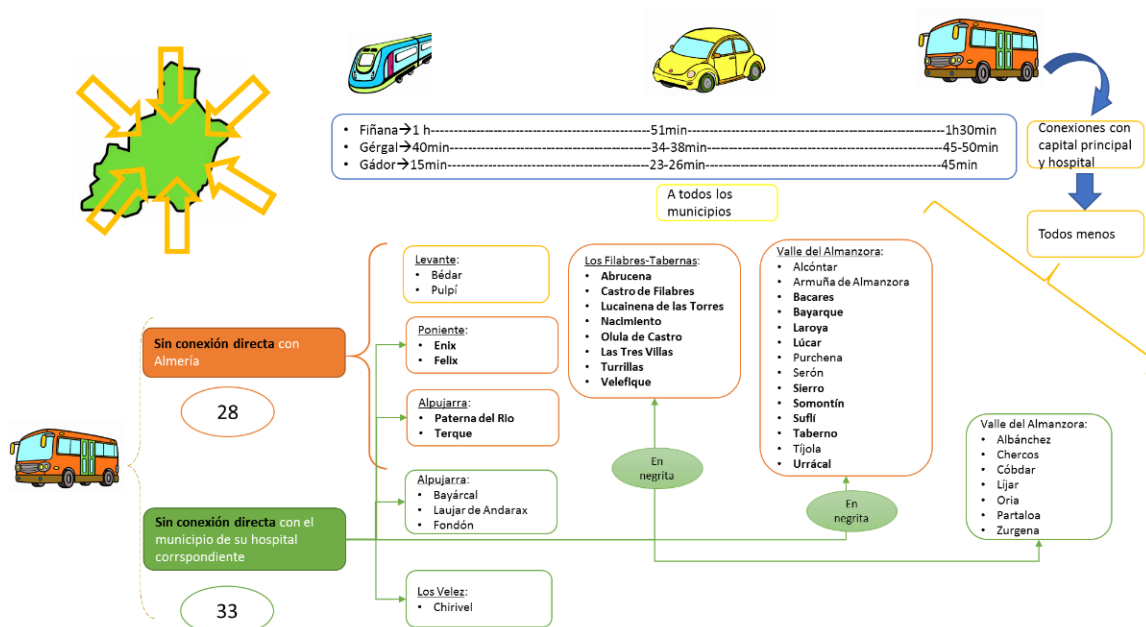 • Fiñana→1 h------------------------------------------------------51min------------------------------------------------------1h30min
• Gérgal→40min--------------------------------------------------34-38min--------------------------------------------------45-50min
• Gádor→15min--------------------------------------------------23-26min--------------------------------------------------45min
Conexiones con
capital principal
y hospital
A todos los
municipios
Todos menos
Sin conexión directa con
Almería
28
Sin conexión directa con el
municipio de su hospital
corrspondiente
33
Levante:
• Bédar
• Pulpí
Poniente:
• Enix
• Felix
Alpujarra:
• Paterna del Rio
• Terque
Alpujarra:
• Bayárcal
• Laujar de Andarax
• Fondón
Los Velez:
• Chirivel
Los Filabres-Tabernas:
• Abrucena
• Castro de Filabres
• Lucainena de las Torres
• Nacimiento
• Olula de Castro
• Las Tres Villas
• Turrillas
• Velefique
En
negrita
Valle del Almanzora:
• Alcóntar
• Armuña de Almanzora
• Bacares
• Bayarque
• Laroya
• Lúcar
• Purchena
• Serón
• Sierro
• Somontín
• Suflí
• Taberno
• Tíjola
• Urrácal
En
negrita
Valle del Almanzora:
• Albánchez
• Chercos
• Cóbdar
• Líjar
• Oria
• Partaloa
• Zurgena